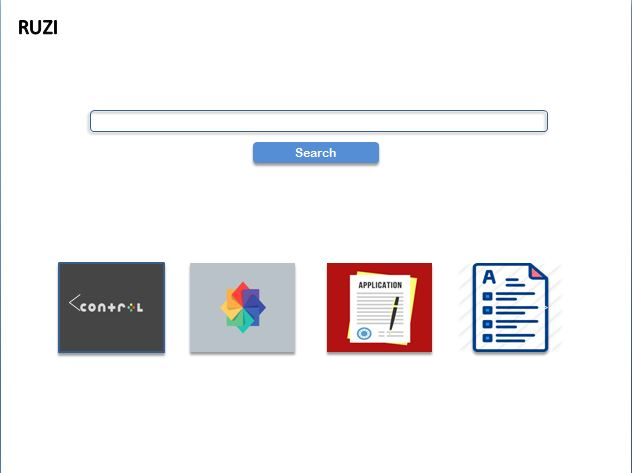 RUZI
Search
contrOL
APPLICATION
A